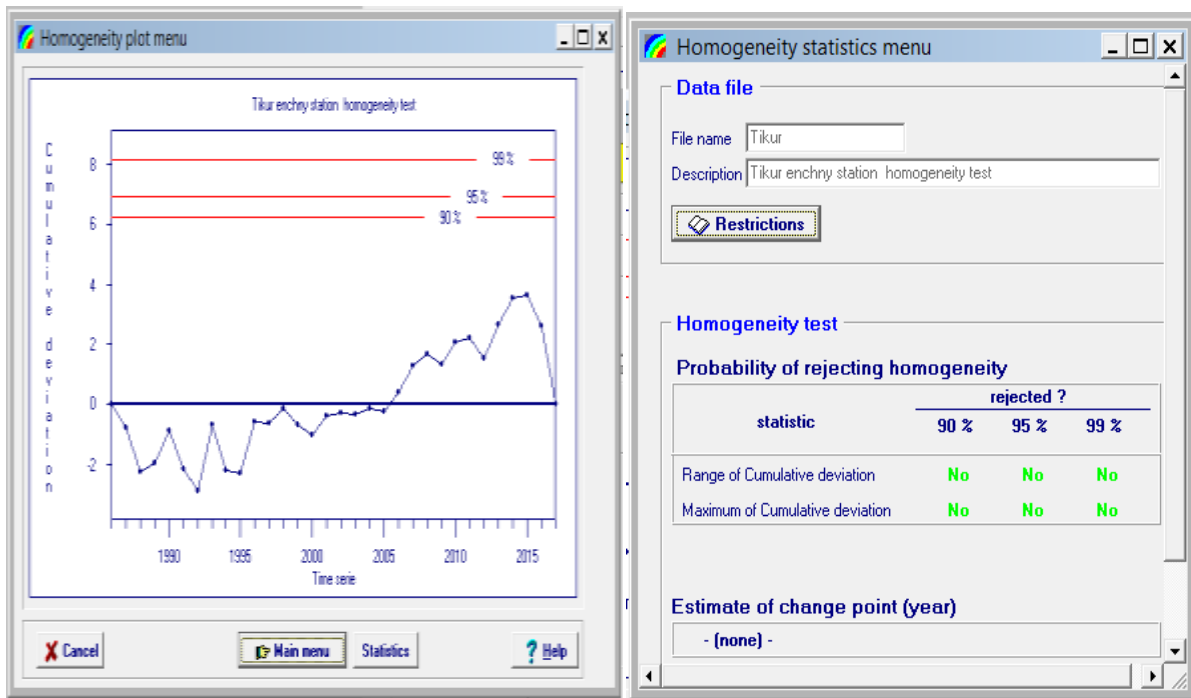 Homogeneity plot menu
Tikur enchny station homogeneity test
Cumulative deviation
8
6
4
2
0
-2
99 %
95 %
90 %
1990 1995 2000 2005 2010 2015
Time serie
Cancel Main menu Statistics Help
Homogeneity statistics menu
Data file
File name Tikur
Description Tikur enchny station homogeneity test
Restrictions
Homogeneity test
Probability of rejecting homogeneity
rejected ?
statistic 90 % 95 % 99 %
Range of Cumulative deviation No No No
Maximum of Cumulative deviation No No No
Estimate of change point (year)
- (none) -